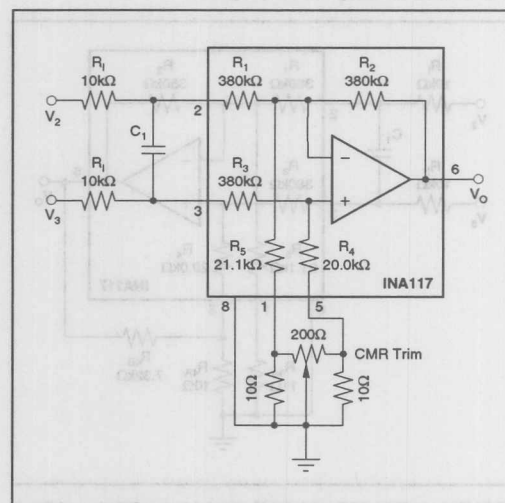 R₁ R₁ R₂
10kΩ 380kΩ 380kΩ
V₂
2
C₁
R₁ R₃
10kΩ 380kΩ
6
V₃
3
−
+
V_O
R₅ R₄
21.1kΩ 20.0kΩ
INA117
8 1 5
200Ω
CMR Trim
10Ω 10Ω